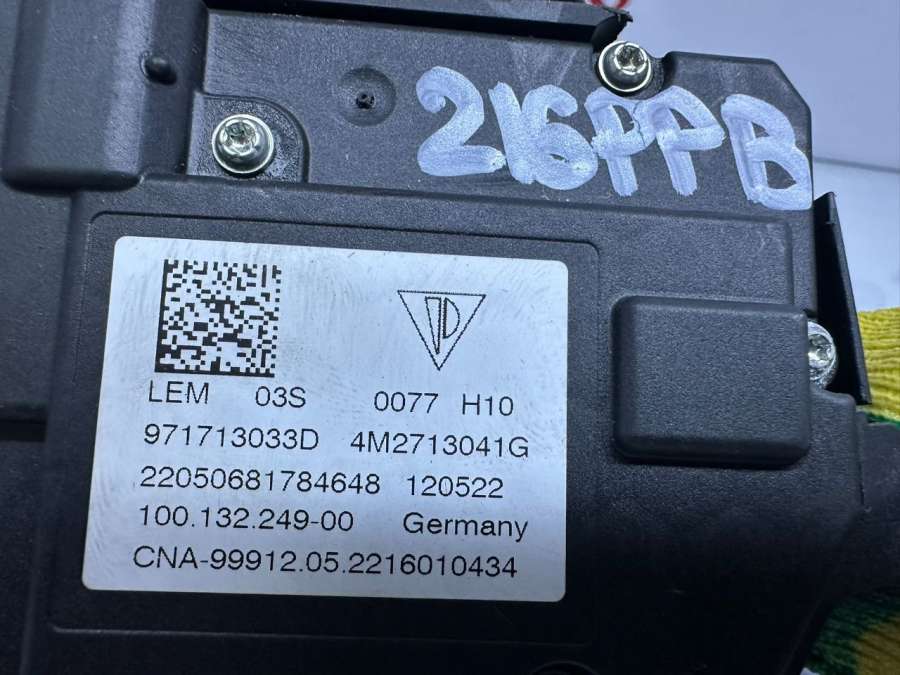 216PPB
LEM 03S 0077 H10
971713033D 4M2713041G
22050681784648 120522
100.132.249-00 Germany
CNA-99912.05.2216010434